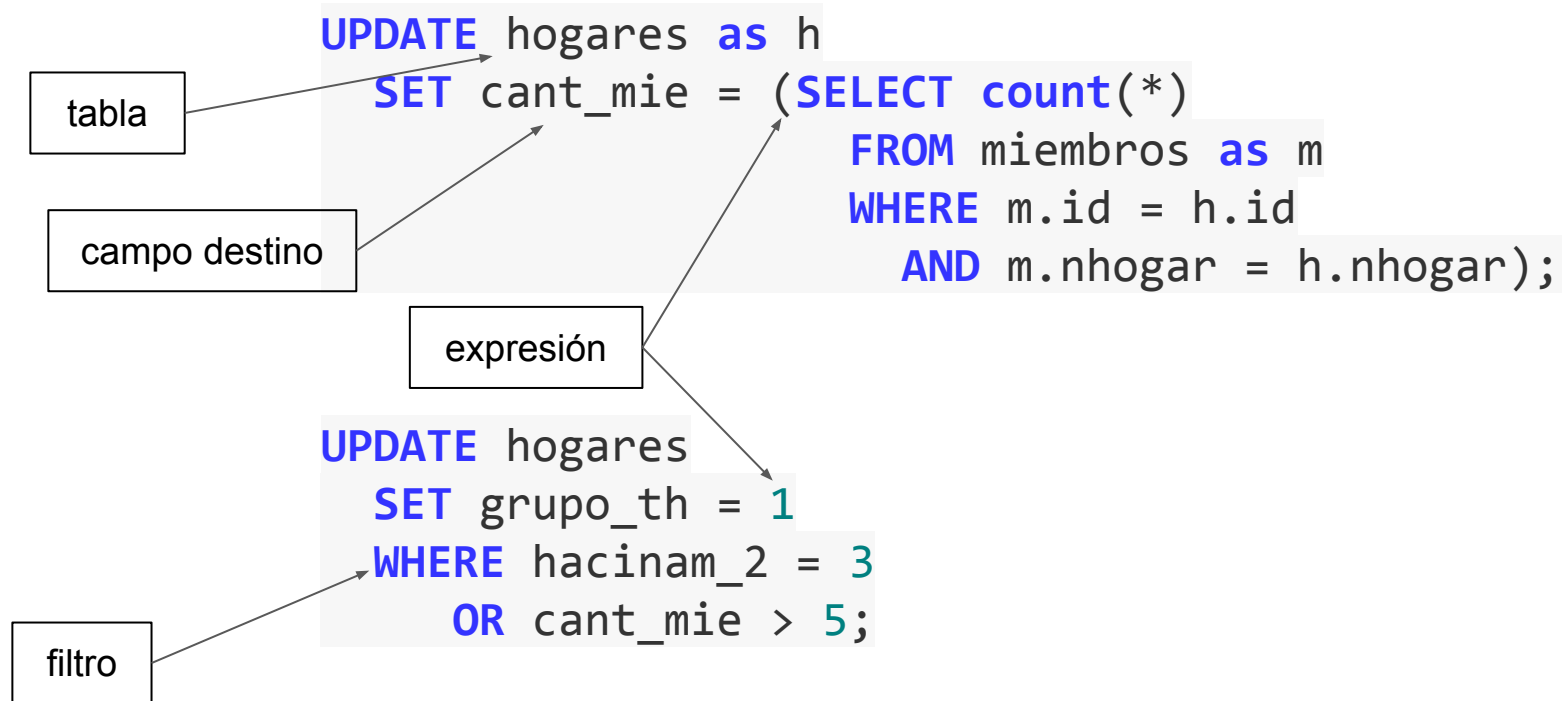 UPDATE hogares as h
tabla
SET cant_mie = (SELECT count(*)
FROM miembros as m
WHERE m.id = h.id
campo destino
AND m.nhogar = h.nhogar);
expresión
UPDATE hogares
SET grupo_th = 1
WHERE hacinam_2 = 3
OR cant_mie > 5;
filtro